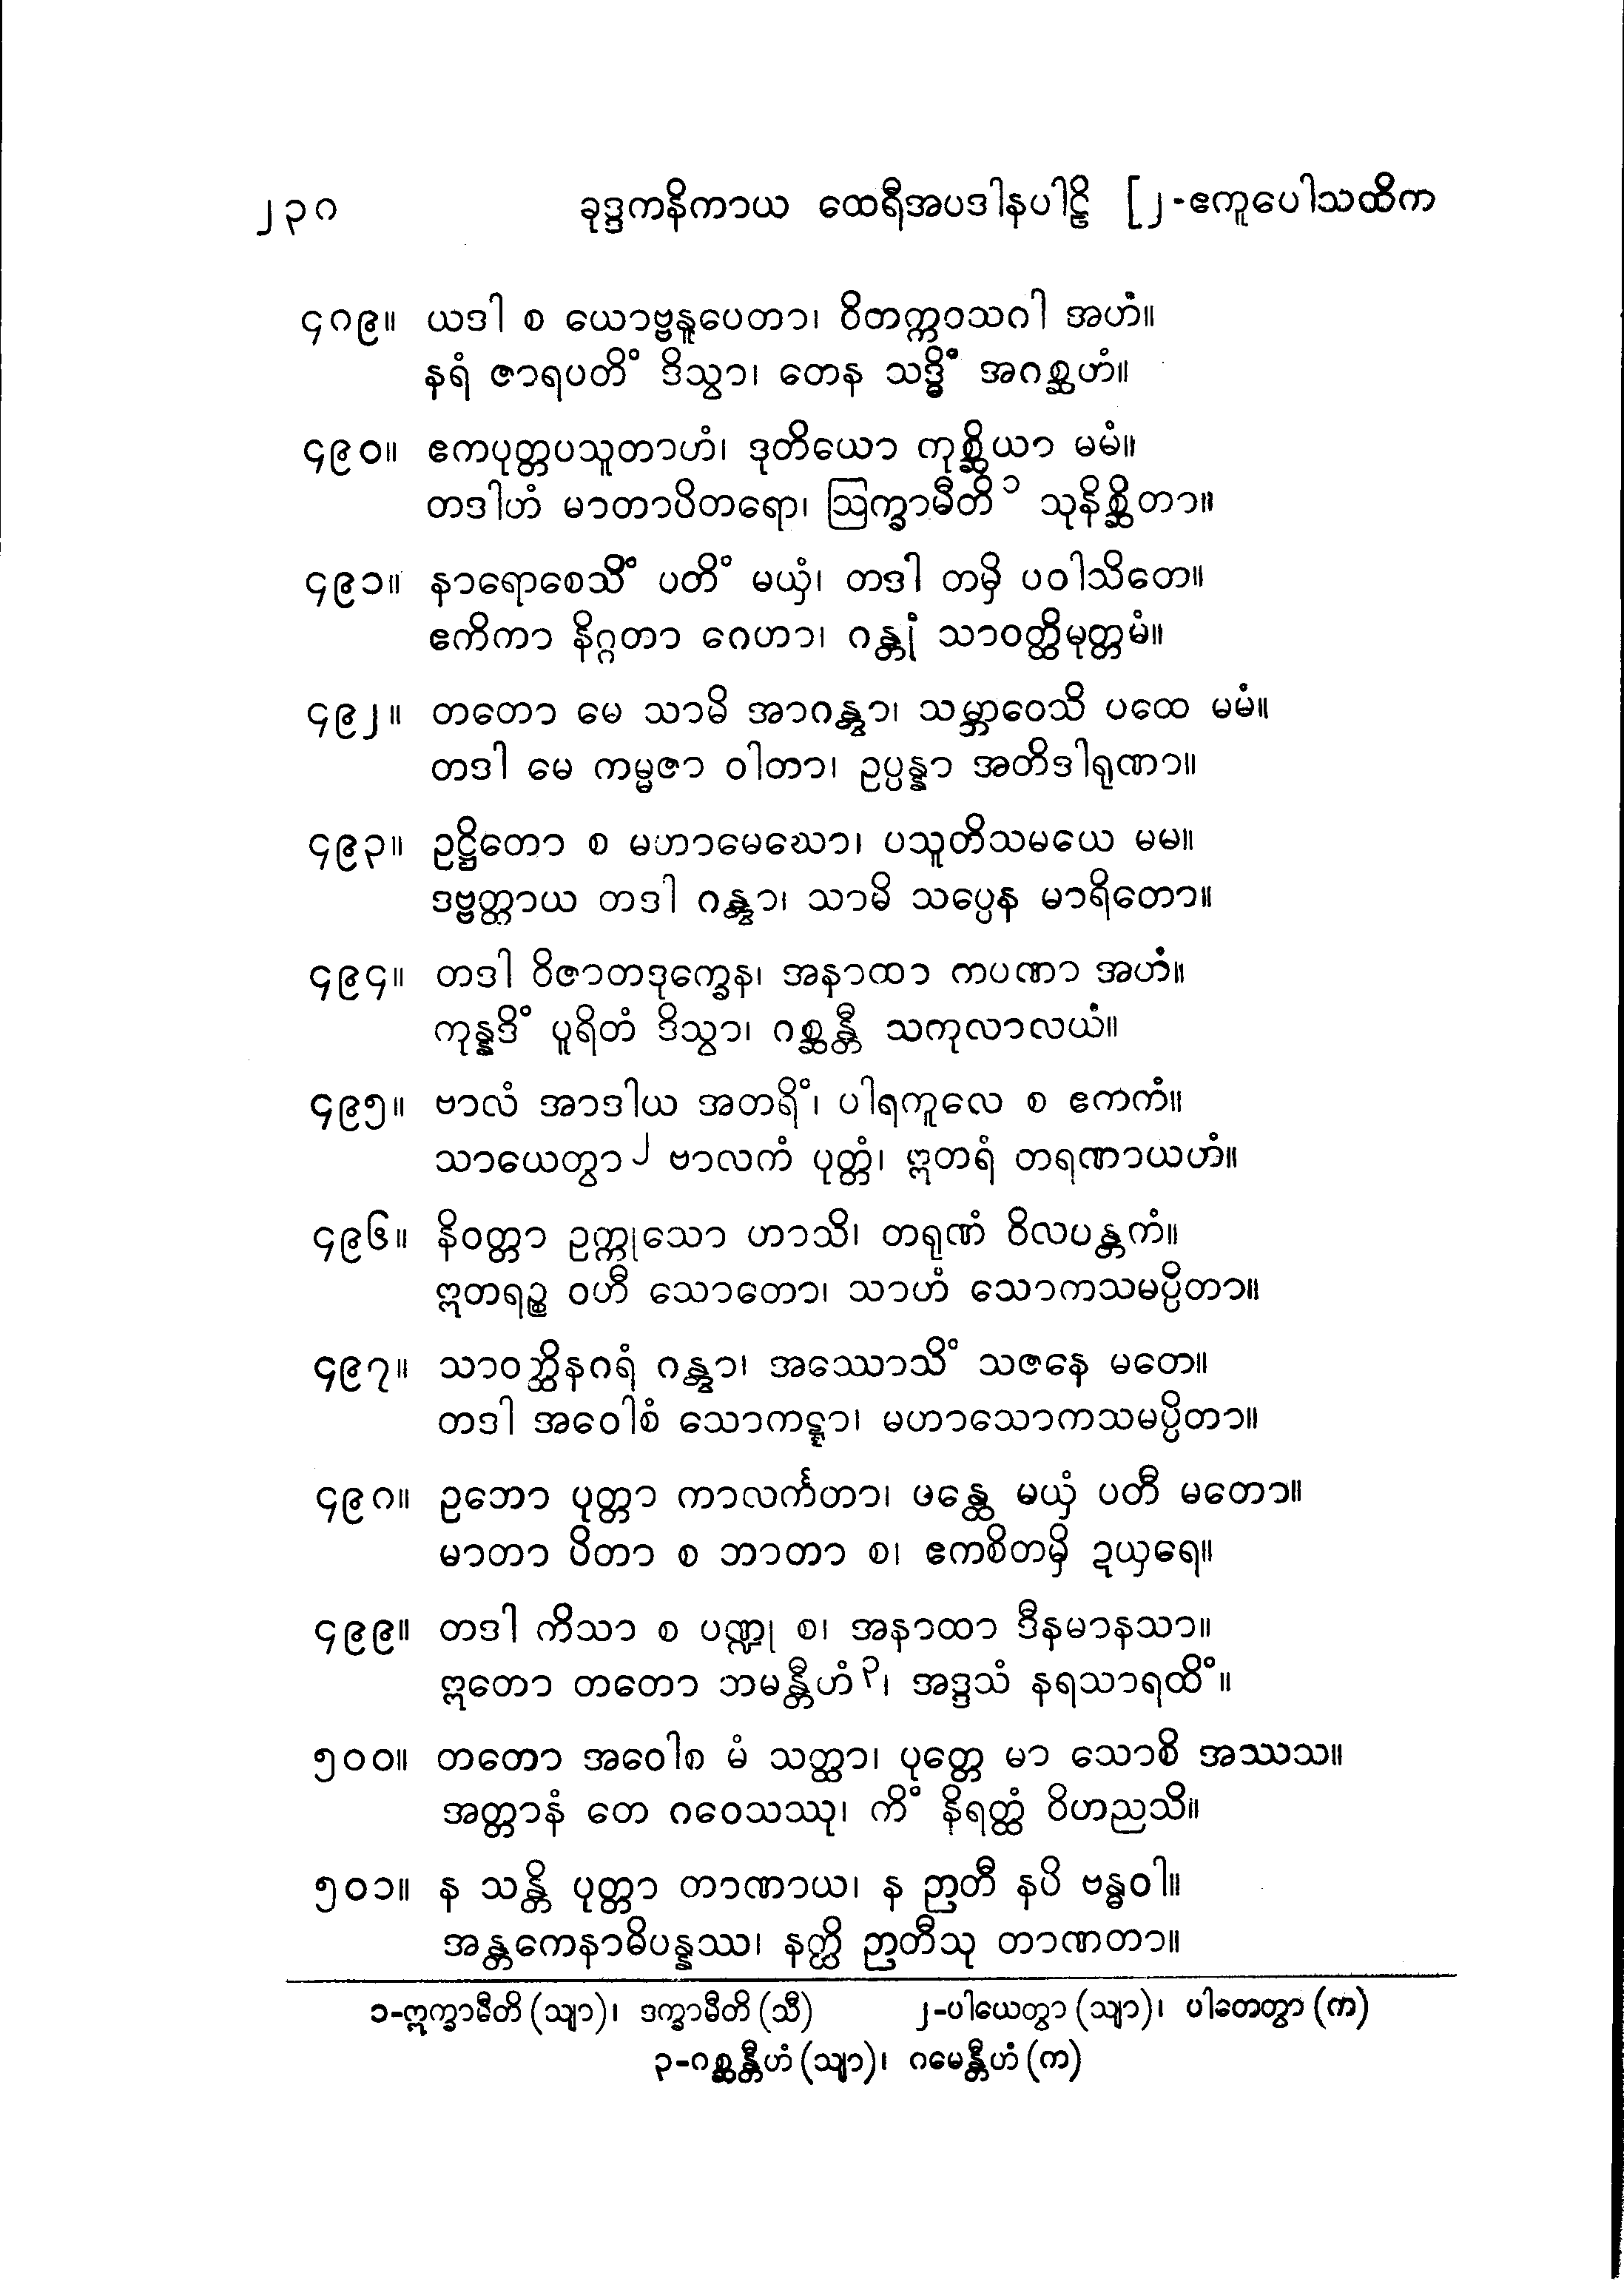 ၂၃၈ ခုဒ္ဒကနိကာယ ထေရီအပဒါနပါဠိ [၂-ဧကူပေါသထိက
၄၈၉။ ယဒါ စ ယောဗ္ဗနူပေတာ၊ ဝိတက္ကဝသဂါ အဟံ။
နရံ ဇာရပတိံ ဒိသွာ၊ တေန သဒ္ဓိံ အဂစ္ဆဟံ။
၄၉၀။ ဧကပုတ္တပသူတာဟံ၊ ဒုတိယော ကုစ္ဆိယာ မမံ။
တဒါဟံ မာတာပိတရော၊ ဩက္ခာမီတိ၁ သုနိစ္ဆိတာ။
၄၉၁။ နာရောစေသိံ ပတိံ မယှံ၊ တဒါ တမှိ ပဝါသိတေ။
ဧကိကာ နိဂ္ဂတာ ဂေဟာ၊ ဂန္တုံ သာဝတ္ထိမုတ္တမံ။
၄၉၂။ တတော မေ သာမိ အာဂန္တွာ၊ သမ္ဘာဝေသိ ပထေ မမံ။
တဒါ မေ ကမ္မဇာ ဝါတာ၊ ဥပ္ပန္နာ အတိဒါရုဏာ။
၄၉၃။ ဥဋ္ဌိတော စ မဟာမေဃော၊ ပသူတိသမယေ မမ။
ဒဗ္ဗတ္ထာယ တဒါ ဂန္တွာ၊ သာမိ သပ္ပေန မာရိတော။
၄၉၄။ တဒါ ဝိဇာတဒုက္ခေန၊ အနာထာ ကပဏာ အဟံ။
ကုန္နဒိံ ပူရိတံ ဒိသွာ၊ ဂစ္ဆန္တီ သကုလာလယံ။
၄၉၅။ ဗာလံ အာဒါယ အတရိံ၊ ပါရကူလေ စ ဧကကံ။
သာယေတွာ၂ ဗာလကံ ပုတ္တံ၊ ဣတရံ တရဏာယဟံ။
၄၉၆။ နိဝတ္တာ ဥက္ကုသော ဟာသိ၊ တရုဏံ ဝိလပန္တကံ။
ဣတရဉ္စ ဝဟီ သောတော၊ သာဟံ သောကသမပ္ပိတာ။
၄၉၇။ သာဝတ္ထိနဂရံ ဂန္တွာ၊ အဿောသိံ သဇနေ မတေ။
တဒါ အဝေါစံ သောကဋ္ဋာ၊ မဟာသောကသမပ္ပိတာ။
၄၉၈။ ဥဘော ပုတ္တာ ကာလင်္ကတာ၊ ပန္ထေ မယှံ ပတီ မတော။
မာတာ ပိတာ စ ဘာတာ စ၊ ဧကစိတမှိ ဍယှရေ။
၄၉၉။ တဒါ ကိသာ စ ပဏ္ဍု စ၊ အနာထာ ဒီနမာနသာ။
ဣတော တတော ဘမန္တီဟံ၃၊ အဒ္ဒသံ နရသာရထိံ။
၅၀၀။ တတော အဝေါစ မံ သတ္ထာ၊ ပုတ္တေ မာ သောစိ အဿသ။
အတ္တာနံ တေ ဂဝေသဿု၊ ကိံ နိရတ္ထံ ဝိဟညသိ။
၅၀၁။ န သန္တိ ပုတ္တာ တာဏာယ၊ န ဉာတီ နပိ ဗန္ဓဝါ။
အန္တကေနာဓိပန္နဿ၊ နတ္ထိ ဉာတီသု တာဏတာ။
၁-ဣက္ခာမီတိ (သျာ)၊ ဒက္ခာမီတိ (သီ) ၂-ပါယေတွာ (သျာ)၊ ပါတေတွာ (က)
၃-ဂစ္ဆန္တီဟံ (သျာ)၊ ဂမေန္တီဟံ (က)